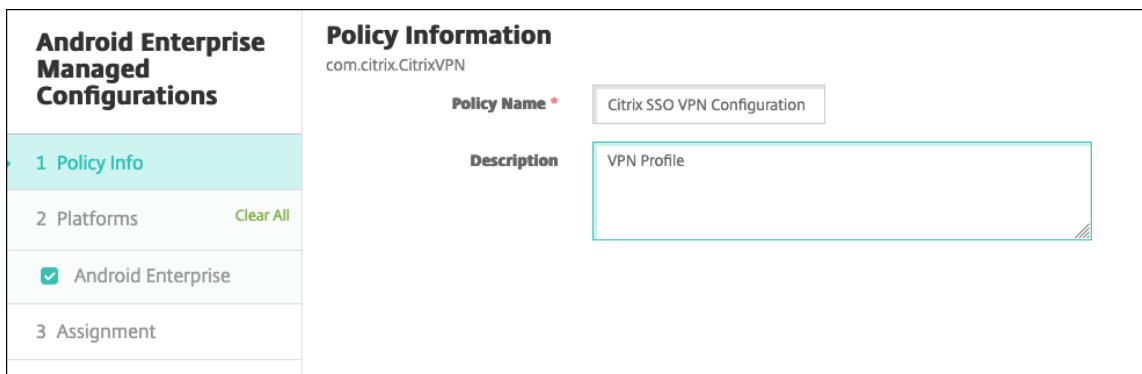 Android Enterprise
Managed
Configurations
1 Policy Info
2 Platforms
Clear All
Android Enterprise
3 Assignment
Policy Information
com.citrix.CitrixVPN
Policy Name *
Citrix SSO VPN Configuration
Description
VPN Profile